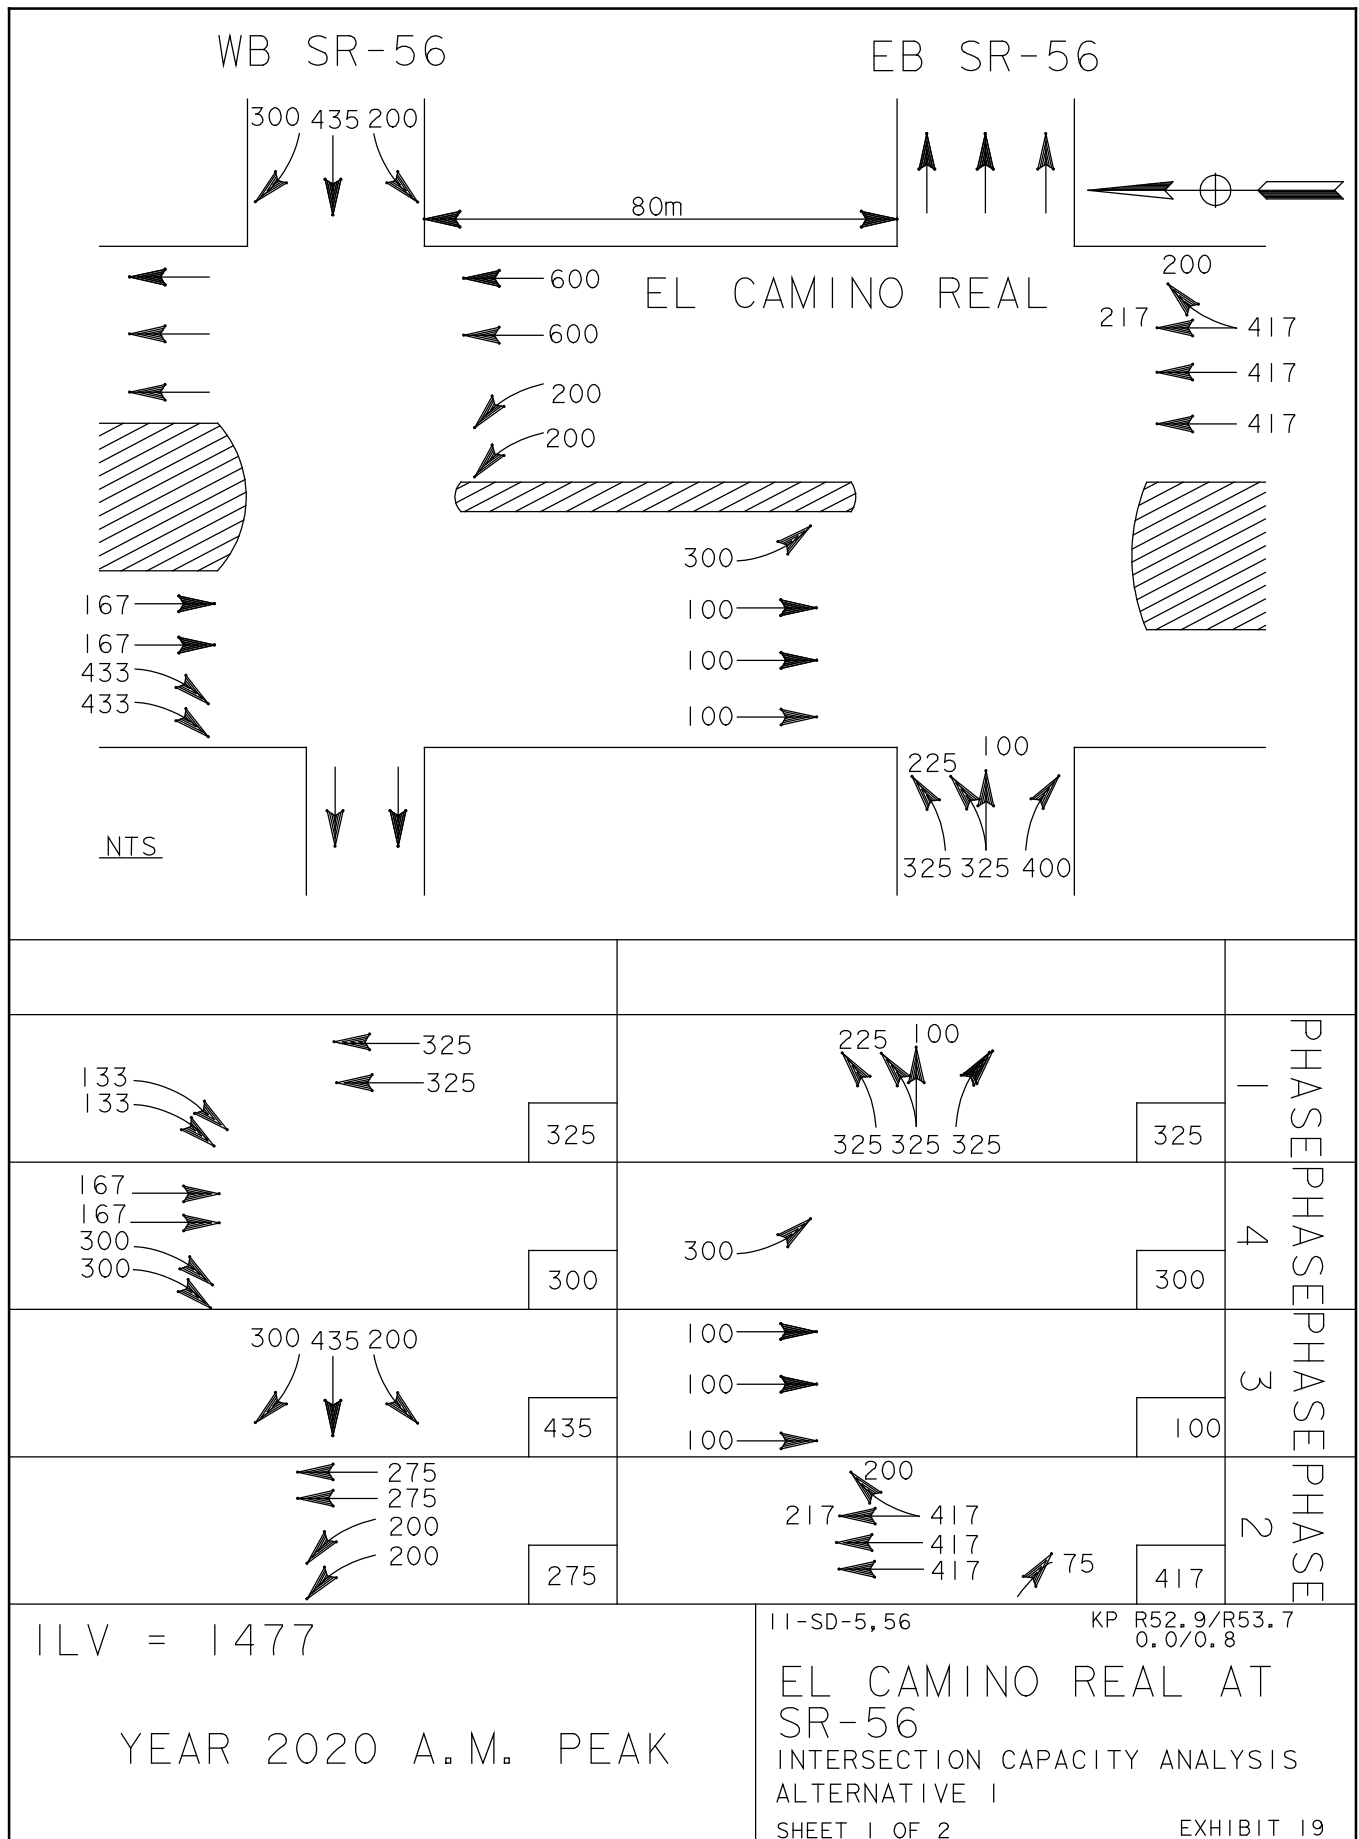 WB SR-56
EB SR-56
300 435 200
80m
600
EL CAMINO REAL
200
600
217
417
417
200
417
200
300
167
100
167
100
433
433
100
100
225
NTS
325 325 400
325
225 100
325
133
133
325
325 325 325
325
PHASE 1
167
167
300
300
300
300
300
PHASE 4
300 435 200
100
100
435
100
100
PHASE 3
275
200
275
217
417
200
417
200
417
75
275
417
PHASE 2
ILV = 1477
11-SD-5,56
KP R52.9/R53.7
0.0/0.8
EL CAMINO REAL AT
SR-56
YEAR 2020 A.M. PEAK
INTERSECTION CAPACITY ANALYSIS
ALTERNATIVE 1
SHEET 1 OF 2
EXHIBIT 19